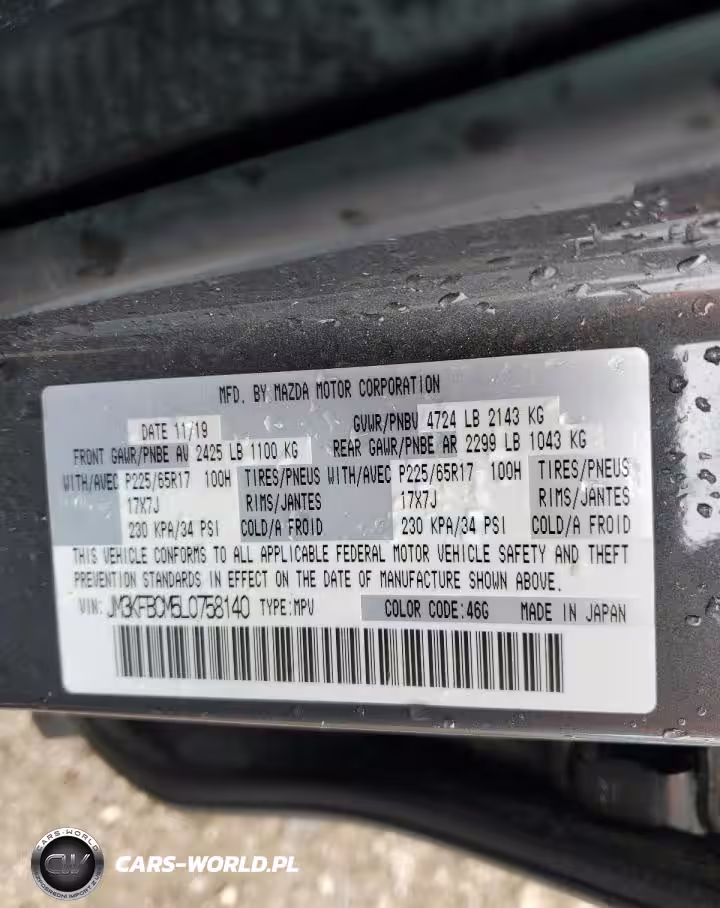 MFD. BY MAZDA MOTOR CORPORATION
DATE 11/19 GVWR/PNBV 4724 LB 2143 KG
FRONT GAWR/PNBE AV 2425 LB 1100 KG REAR GAWR/PNBE AR 2299 LB 1043 KG
WITH/AVEC P225/65R17 100H TIRES/PNEUS WITH/AVEC P225/65R17 100H TIRES/PNEUS
17X7J RIMS/JANTES 17X7J RIMS/JANTES
230 KPA/34 PSI COLD/A FROID 230 KPA/34 PSI COLD/A FROID
THIS VEHICLE CONFORMS TO ALL APPLICABLE FEDERAL MOTOR VEHICLE SAFETY AND THEFT
PREVENTION STANDARDS IN EFFECT ON THE DATE OF MANUFACTURE SHOWN ABOVE.
VIN: JM3KFBCM5L0758140 TYPE:MPV COLOR CODE:46G MADE IN JAPAN
CARS-WORLD
CW
CARS-WORLD.PL